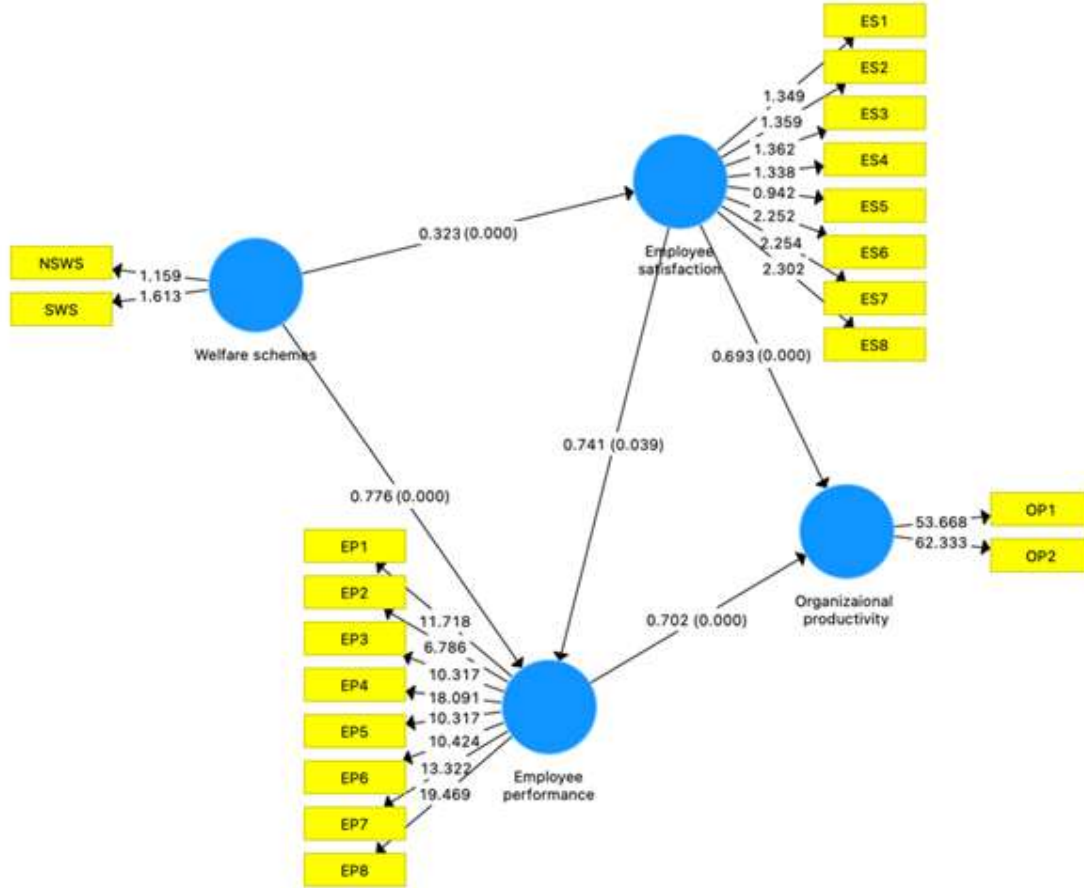 ES1
ES2
1.349
1.359
ES3
1.362
1.338
ES4
0.942
ES5
2.252
2.254
ES6
2.302
ES7
ES8
0.323 (0.000)
Employee
satisfaction
NSWS
1.159
1.613
SWS
Welfare schemes
0.693 (0.000)
0.741 (0.039)
0.776 (0.000)
53.668
OP1
62.333
OP2
Organizaional
productivity
0.702 (0.000)
EP1
EP2
11.718
6.786
EP3
10.317
EP4
18.091
10.317
EP5
10.424
EP6
13.322
19.469
EP7
EP8
Employee
performance